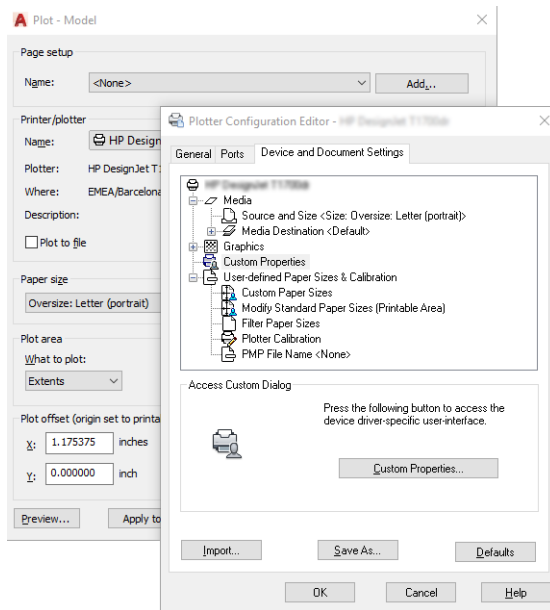 Plot - Model
Page setup
Name:
<None>
Add...
Printer/plotter
Name:
HP Design
Plotter:
HP DesignJet T
Where:
EMEA/Barcelona
Description:
Plot to file
Paper size
Oversize: Letter (portrait)
Plot area
What to plot:
Extents
Plot offset (origin set to printa
X:
1.175375
inches
Y:
0.000000
inch
Preview...
Apply to
Plotter Configuration Editor -
General
Ports
Device and Document Settings
Media
Source and Size <Size: Oversize: Letter (portrait)>
Media Destination <Default>
Graphics
Custom Properties
User-defined Paper Sizes & Calibration
Custom Paper Sizes
Modify Standard Paper Sizes (Printable Area)
Filter Paper Sizes
Plotter Calibration
PMP File Name <None>
Access Custom Dialog
Press the following button to access the
device driver-specific user-interface.
Custom Properties...
Import...
Save As...
Defaults
OK
Cancel
Help